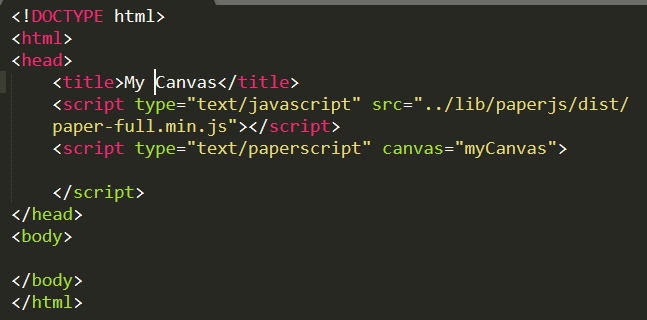 <!DOCTYPE html>
<html>
<head>
    <title>My Canvas</title>
    <script type="text/javascript" src="../lib/paperjs/dist/
    paper-full.min.js"></script>
    <script type="text/paperscript" canvas="myCanvas">
    </script>
</head>
<body>
</body>
</html>